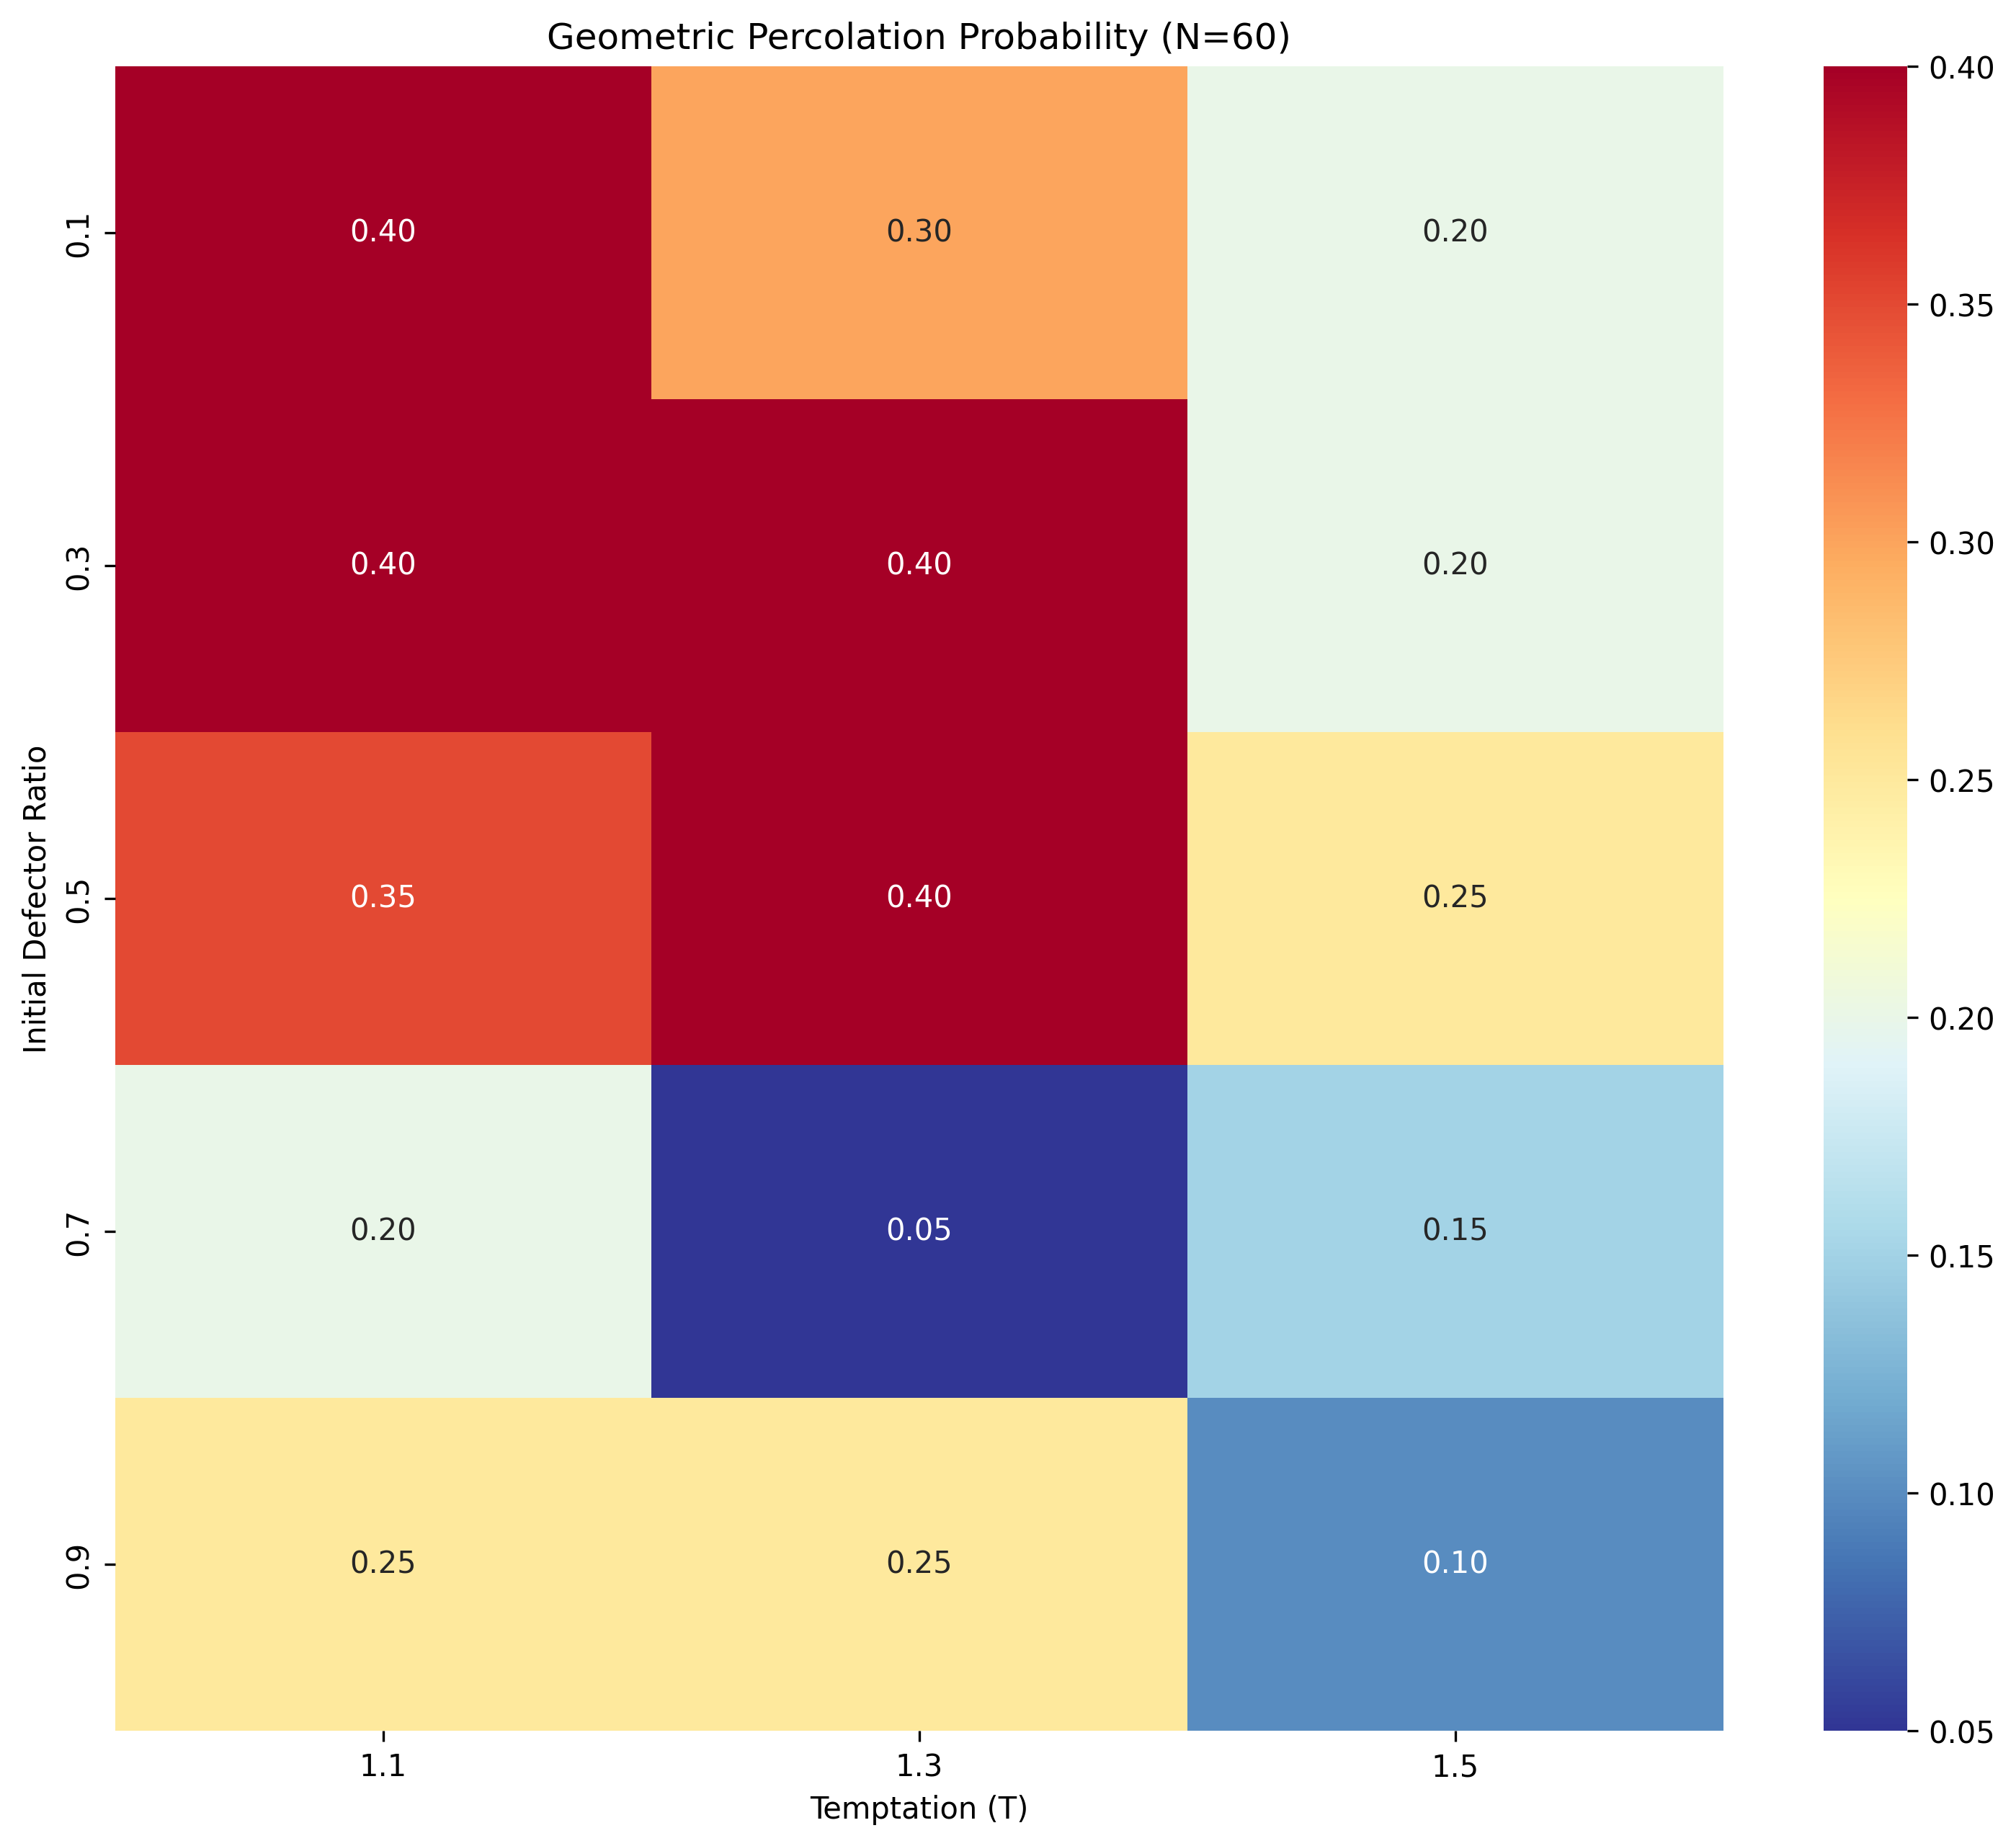 Geometric Percolation Probability (N=60)
Initial Defector Ratio
0.1 0.40 0.30 0.20
0.3 0.40 0.40 0.20
0.5 0.35 0.40 0.25
0.7 0.20 0.05 0.15
0.9 0.25 0.25 0.10
1.1 1.3 1.5
Temptation (T)
0.40
0.35
0.30
0.25
0.20
0.15
0.10
0.05